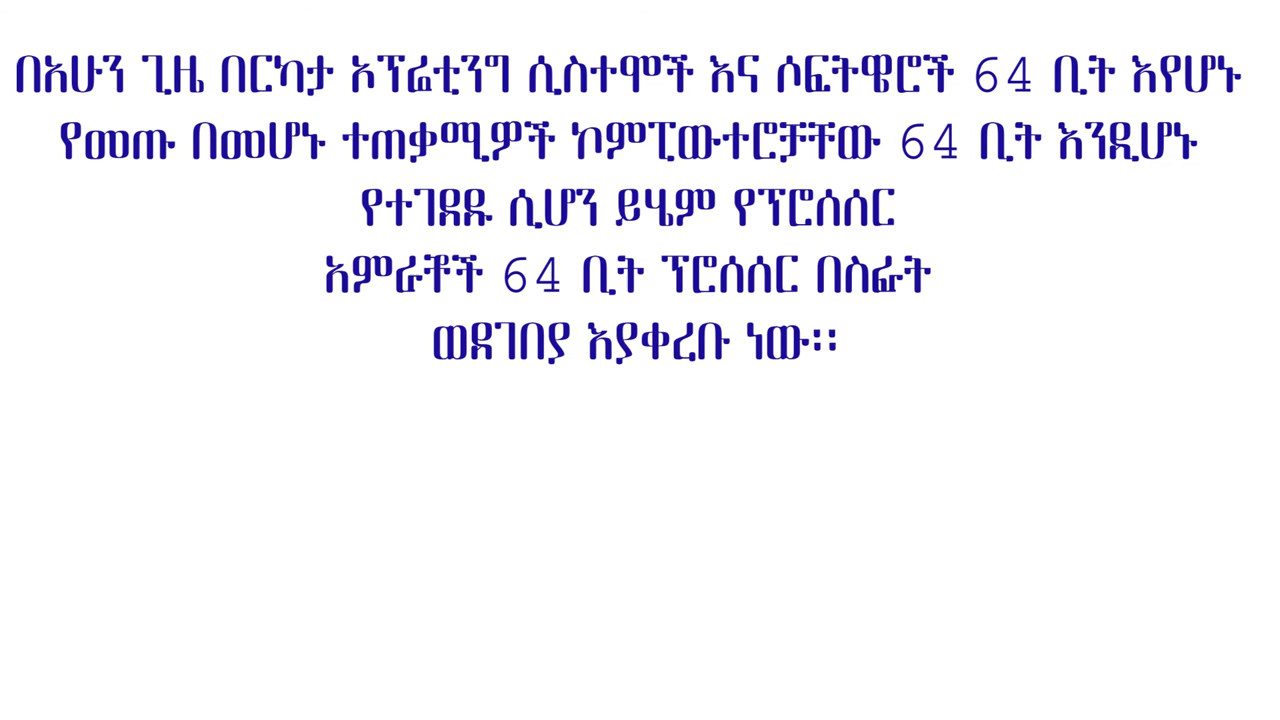 በአሁን ጊዜ በርካታ ኦፕሬቲንግ ሲስተሞች እና ሶፍትዌሮች 64 ቢት እየሆኑ
የመጡ በመሆኑ ተጠቃሚዎች ኮምፒውተሮቻቸው 64 ቢት እንዲሆኑ
የተገደዱ ሲሆን ይሄም የፕሮሰሰር
አምራቾች 64 ቢት ፕሮሰሰር በስፊት
ወደገበያ እያቀረቡ ነው፡፡